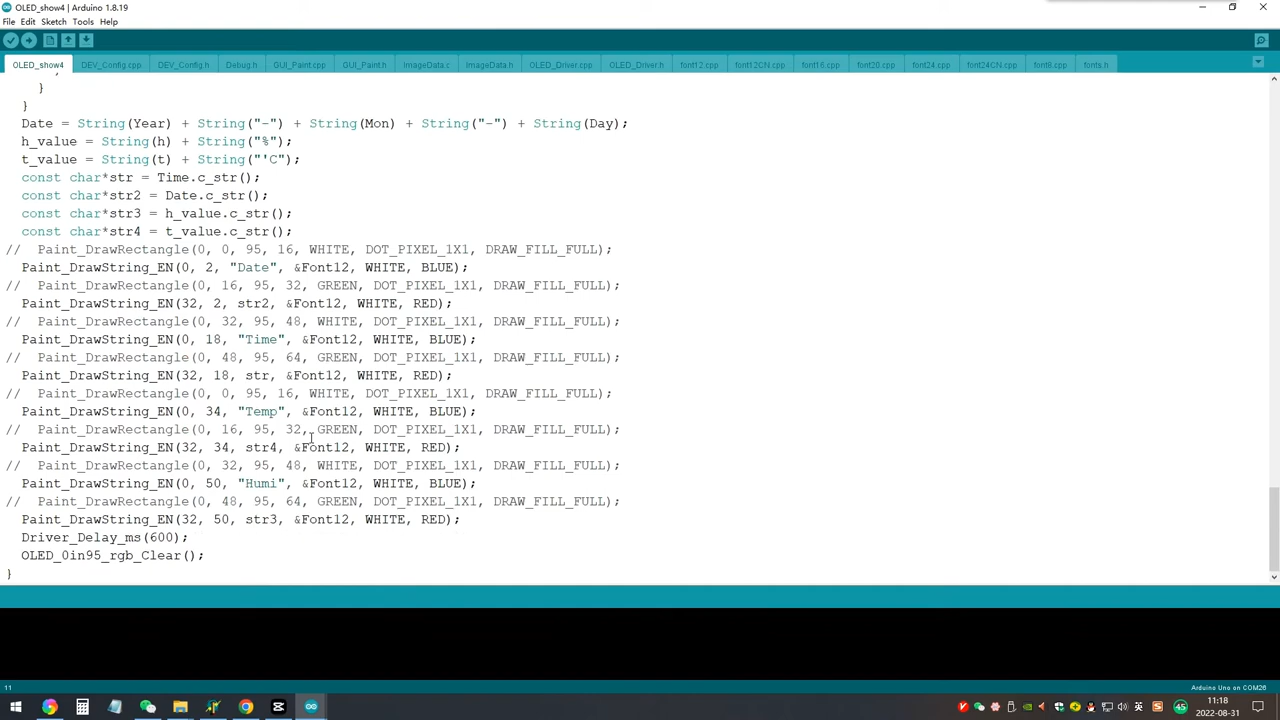 OLED_show4 | Arduino 1.8.19
File Edit Sketch Tools Help
OLED_show4 DEV_Config.cpp DEV_Config.h Debug.h GUI_Paint.cpp GUI_Paint.h ImageData.c ImageData.h OLED_Driver.cpp OLED_Driver.h font12.cpp font12CN.cpp font16.cpp font20.cpp font24.cpp font24CN.cpp font8.cpp fonts.h
}
}
}
Date = String(Year) + String("-") + String(Mon) + String("-") + String(Day);
h_value = String(h) + String("%");
t_value = String(t) + String("'C");
const char*str = Time.c_str();
const char*str2 = Date.c_str();
const char*str3 = h_value.c_str();
const char*str4 = t_value.c_str();
// Paint_DrawRectangle(0, 0, 95, 16, WHITE, DOT_PIXEL_1X1, DRAW_FILL_FULL);
Paint_DrawString_EN(0, 2, "Date", &Font12, WHITE, BLUE);
// Paint_DrawRectangle(0, 16, 95, 32, GREEN, DOT_PIXEL_1X1, DRAW_FILL_FULL);
Paint_DrawString_EN(32, 2, str2, &Font12, WHITE, RED);
// Paint_DrawRectangle(0, 32, 95, 48, WHITE, DOT_PIXEL_1X1, DRAW_FILL_FULL);
Paint_DrawString_EN(0, 18, "Time", &Font12, WHITE, BLUE);
// Paint_DrawRectangle(0, 48, 95, 64, GREEN, DOT_PIXEL_1X1, DRAW_FILL_FULL);
Paint_DrawString_EN(32, 18, str, &Font12, WHITE, RED);
// Paint_DrawRectangle(0, 0, 95, 16, WHITE, DOT_PIXEL_1X1, DRAW_FILL_FULL);
Paint_DrawString_EN(0, 34, "Temp", &Font12, WHITE, BLUE);
// Paint_DrawRectangle(0, 16, 95, 32, GREEN, DOT_PIXEL_1X1, DRAW_FILL_FULL);
Paint_DrawString_EN(32, 34, str4, &Font12, WHITE, RED);
// Paint_DrawRectangle(0, 32, 95, 48, WHITE, DOT_PIXEL_1X1, DRAW_FILL_FULL);
Paint_DrawString_EN(0, 50, "Humi", &Font12, WHITE, BLUE);
// Paint_DrawRectangle(0, 48, 95, 64, GREEN, DOT_PIXEL_1X1, DRAW_FILL_FULL);
Paint_DrawString_EN(32, 50, str3, &Font12, WHITE, RED);
Driver_Delay_ms(600);
OLED_0in95_rgb_Clear();
}
11 Arduino Uno on COM26
英 11:18
2022-08-31